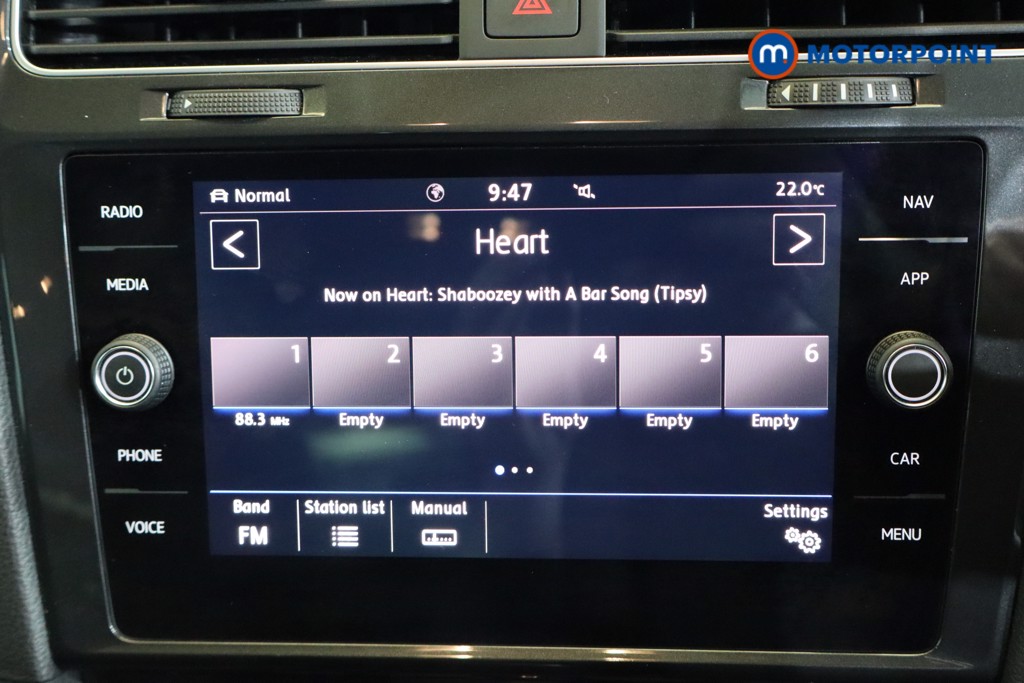 m MOTORPOINT
Normal 9:47 22.0°C
RADIO
NAV
Heart
MEDIA
APP
Now on Heart: Shaboozey with A Bar Song (Tipsy)
1 2 3 4 5 6
88.3 MHz Empty Empty Empty Empty Empty
PHONE
CAR
VOICE
MENU
Band Station list Manual Settings
FM